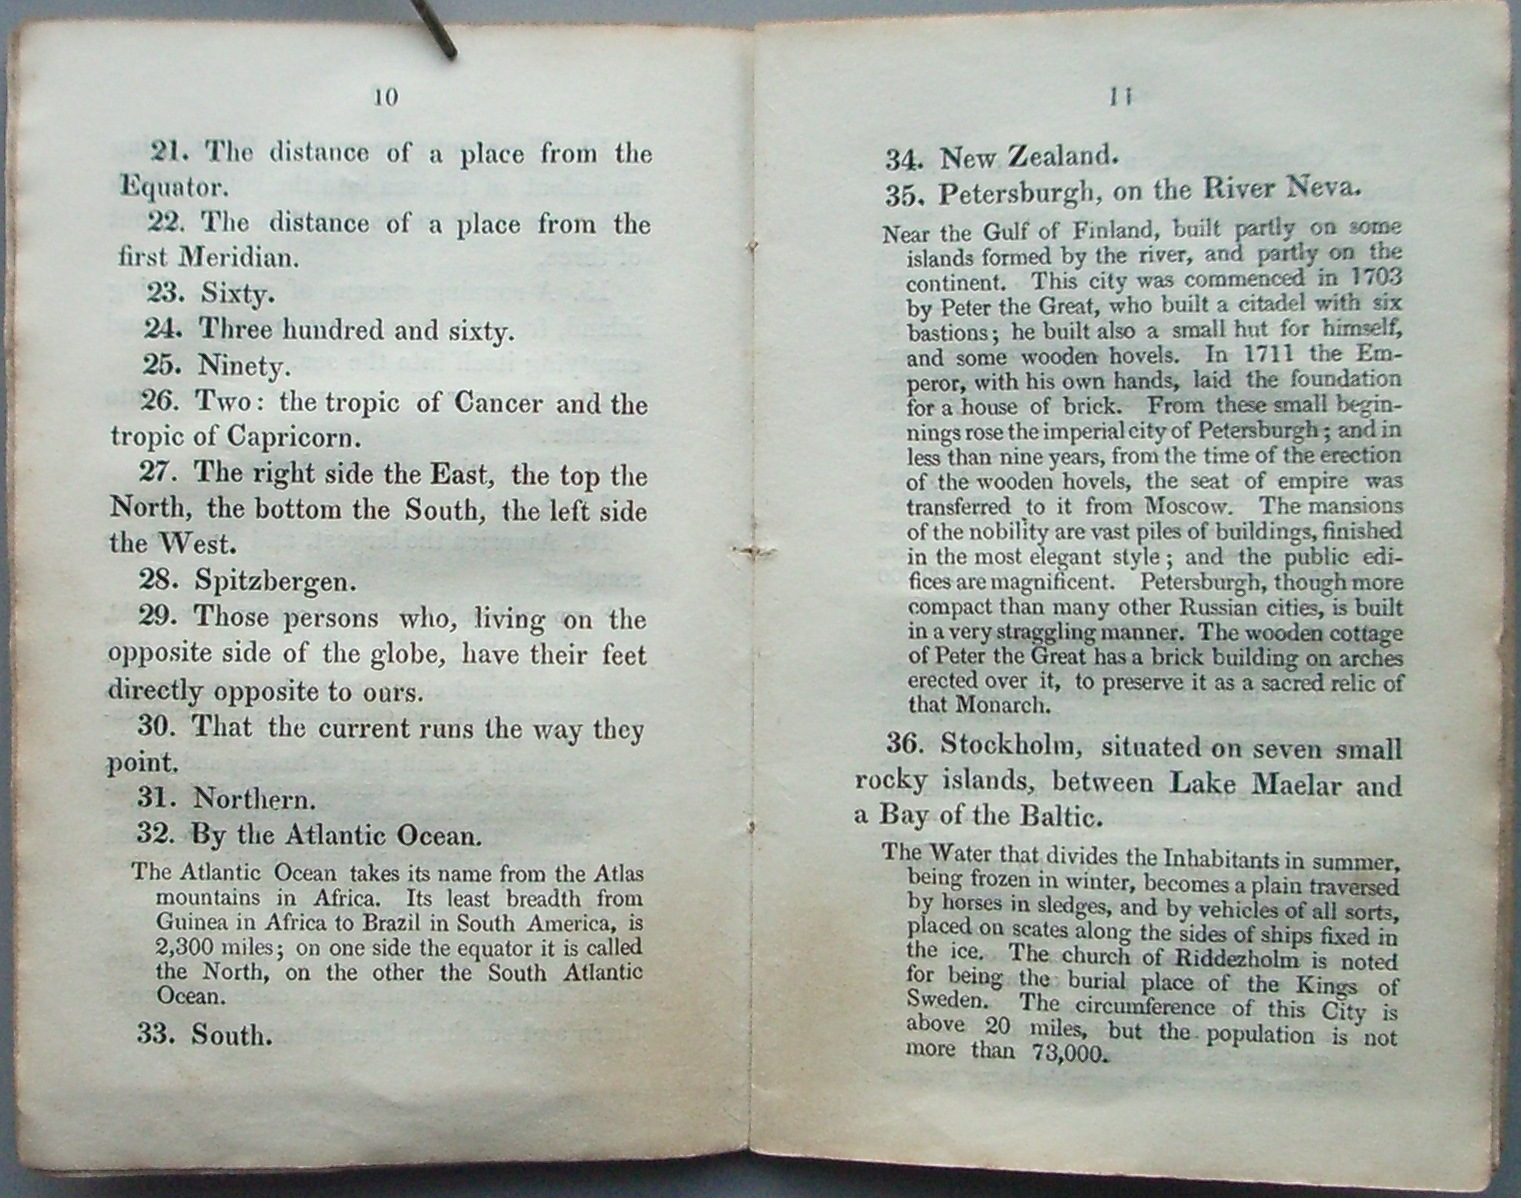 10
21. The distance of a place from the
Equator.
22. The distance of a place from the
first Meridian.
23. Sixty.
24. Three hundred and sixty.
25. Ninety.
26. Two: the tropic of Cancer and the
tropic of Capricorn.
27. The right side the East, the top the
North, the bottom the South, the left side
the West.
28. Spitzbergen.
29. Those persons who, living on the
opposite side of the globe, have their feet
directly opposite to ours.
30. That the current runs the way they
point.
31. Northern.
32. By the Atlantic Ocean.
The Atlantic Ocean takes its name from the Atlas
mountains in Africa. Its least breadth from
Guinea in Africa to Brazil in South America, is
2,300 miles; on one side the equator it is called
the North, on the other the South Atlantic
Ocean.
33. South.
11
34. New Zealand.
35. Petersburgh, on the River Neva.
Near the Gulf of Finland, built partly on some
islands formed by the river, and partly on the
continent. This city was commenced in 1703
by Peter the Great, who built a citadel with six
bastions; he built also a small hut for himself,
and some wooden hovels. In 1711 the Em-
peror, with his own hands, laid the foundation
for a house of brick. From these small begin-
nings rose the imperial city of Petersburgh; and in
less than nine years, from the time of the erection
of the wooden hovels, the seat of empire was
transferred to it from Moscow. The mansions
of the nobility are vast piles of buildings, finished
in the most elegant style; and the public edi-
fices are magnificent. Petersburgh, though more
compact than many other Russian cities, is built
in a very straggling manner. The wooden cottage
of Peter the Great has a brick building on arches
erected over it, to preserve it as a sacred relic of
that Monarch.
36. Stockholm, situated on seven small
rocky islands, between Lake Maelar and
a Bay of the Baltic.
The Water that divides the Inhabitants in summer,
being frozen in winter, becomes a plain traversed
by horses in sledges, and by vehicles of all sorts,
placed on scates along the sides of ships fixed in
the ice. The church of Riddezholm is noted
for being the burial place of the Kings of
Sweden. The circumference of this City is
above 20 miles, but the population is not
more than 73,000.